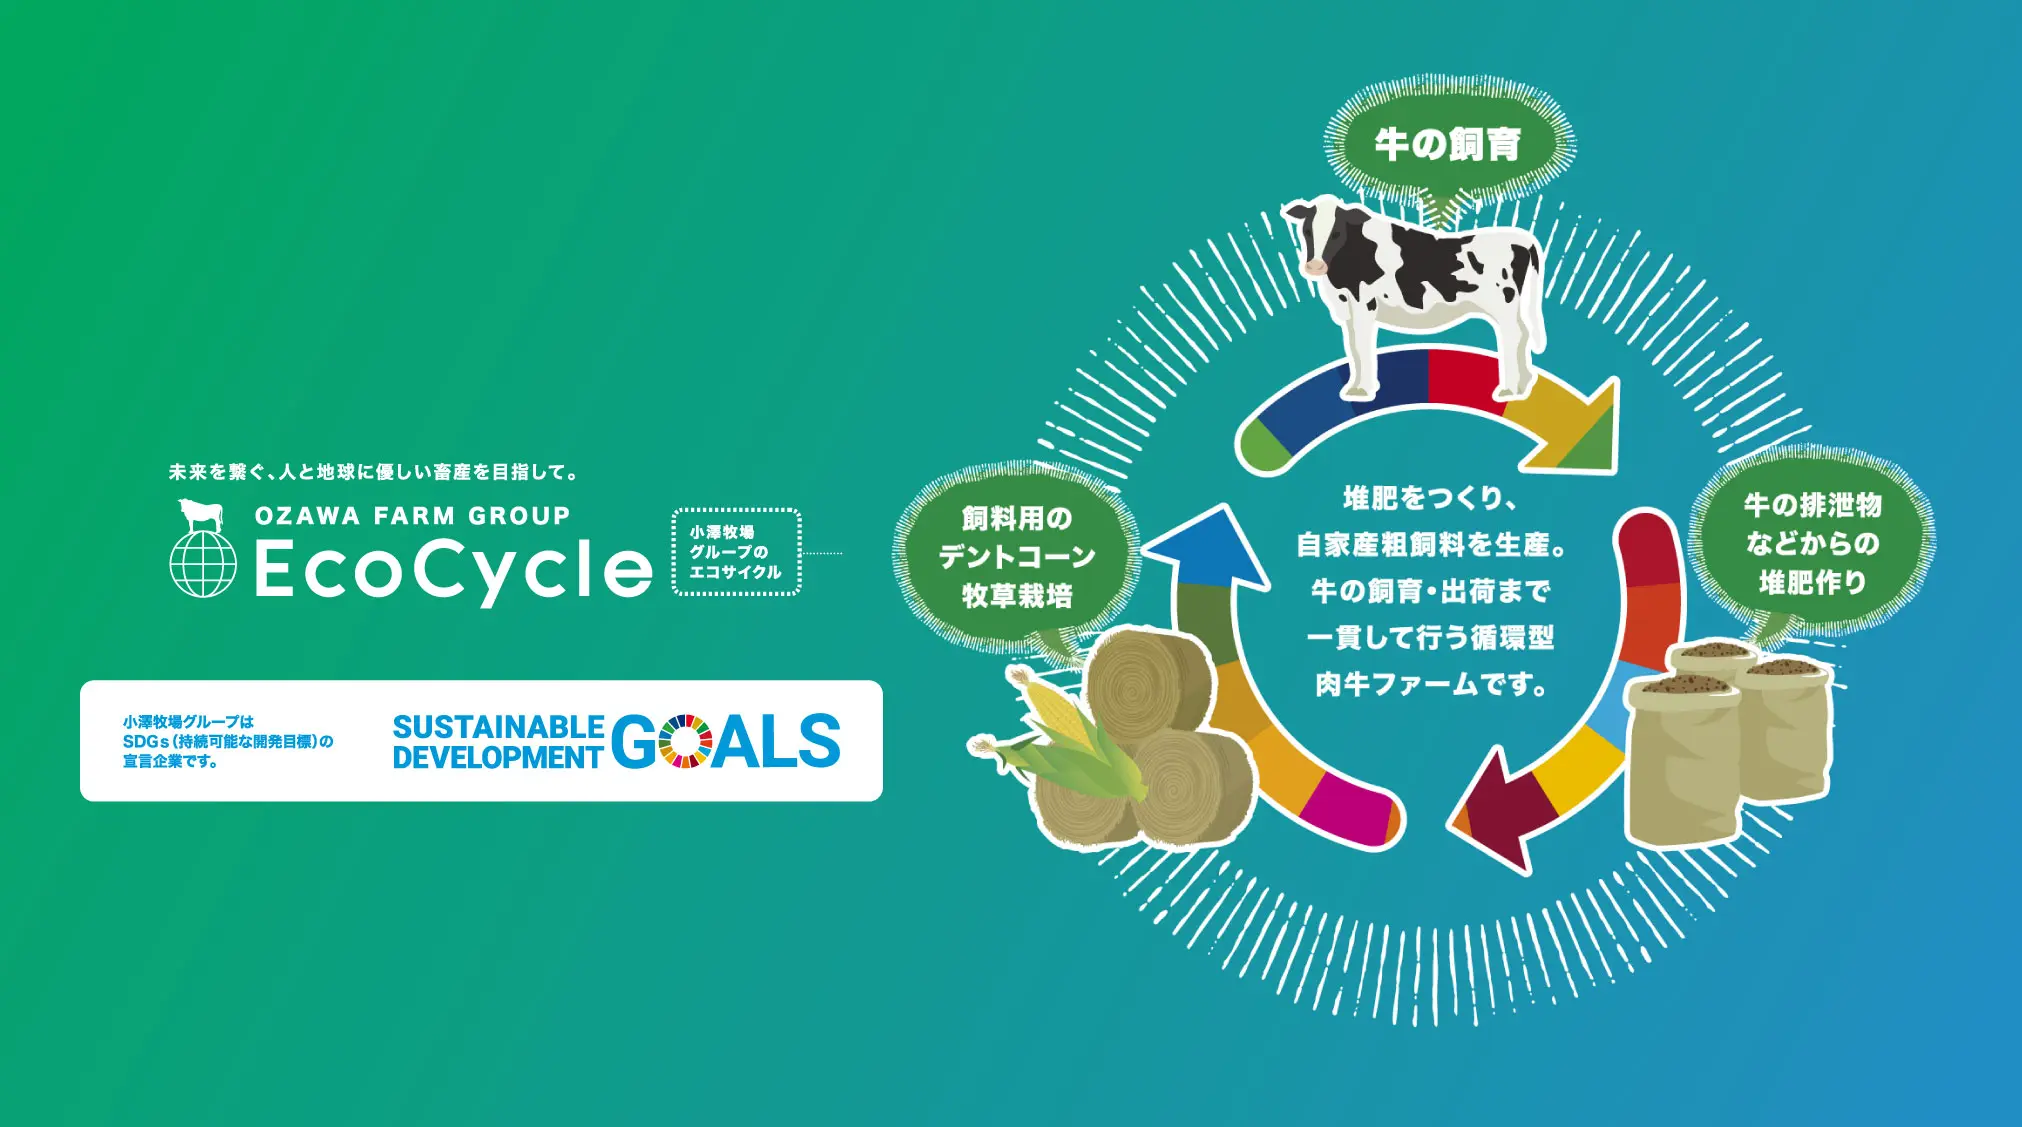 未来を繋ぐ、人と地球に優しい畜産を目指して。
OZAWA FARM GROUP
EcoCycle
小澤牧場
グループの
エコサイクル
小澤牧場グループは
SDGs(持続可能な開発目標)の
宣言企業です。
SUSTAINABLE
DEVELOPMENT
GOALS
牛の飼育
牛の排泄物
などからの
堆肥作り
飼料用の
デントコーン
牧草栽培
堆肥をつくり、
自家産粗飼料を生産。
牛の飼育・出荷まで
一貫して行う循環型
肉牛ファームです。